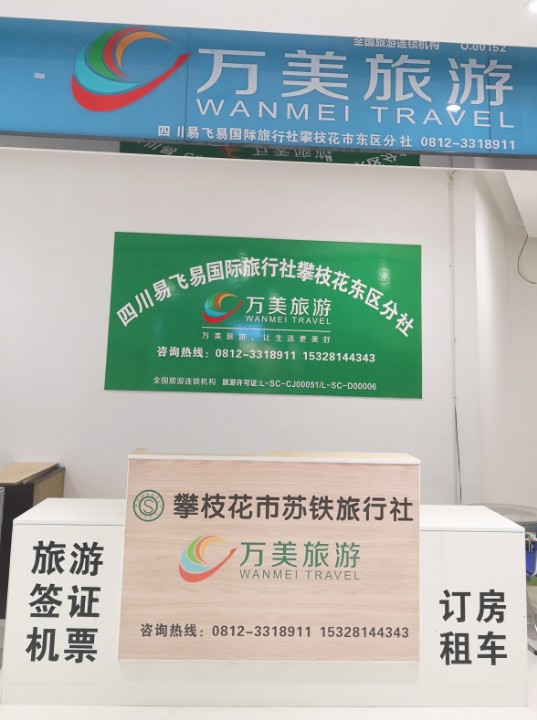 全国旅游连锁机构 O.00152
万美旅游
WANMEI TRAVEL
四川易飞易国际旅行社攀枝花市东区分社 0812-3318911
四川易飞易国际旅行社攀枝花东区分社
万美旅游
WANMEI TRAVEL
万美旅游,让生活更美好
咨询热线:0812-3318911 15328144343
全国旅游连锁机构 旅游许可证:L-SC-CJ00051/L-SC-D00006
攀枝花市苏铁旅行社
万美旅游
WANMEI TRAVEL
咨询热线:0812-3318911 15328144343
旅游
签证
机票
订房
租车